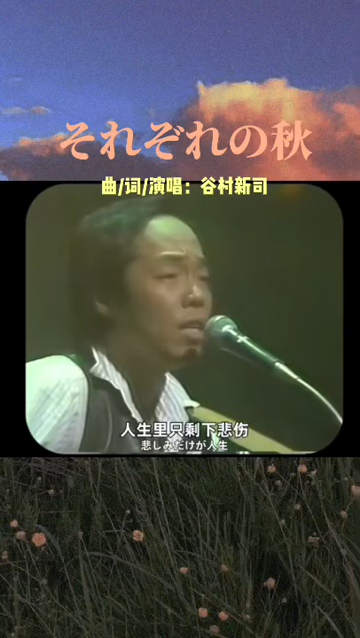 それぞれの秋
曲/词/演唱：谷村新司
人生里只剩下悲伤
悲しみだけが人生